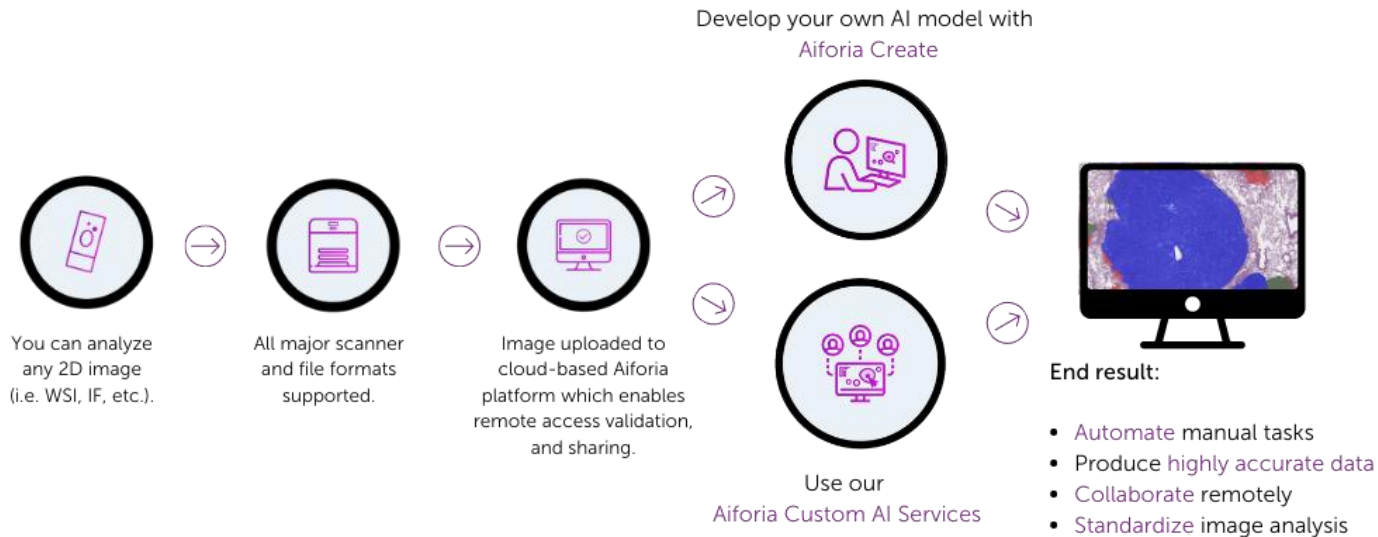 Develop your own AI model with
Aiforia Create
You can analyze
any 2D image
(i.e. WSI, IF, etc.).
All major scanner
and file formats
supported.
Image uploaded to
cloud-based Aiforia
platform which enables
remote access validation,
and sharing.
Use our
Aiforia Custom AI Services
End result:
• Automate manual tasks
• Produce highly accurate data
• Collaborate remotely
• Standardize image analysis